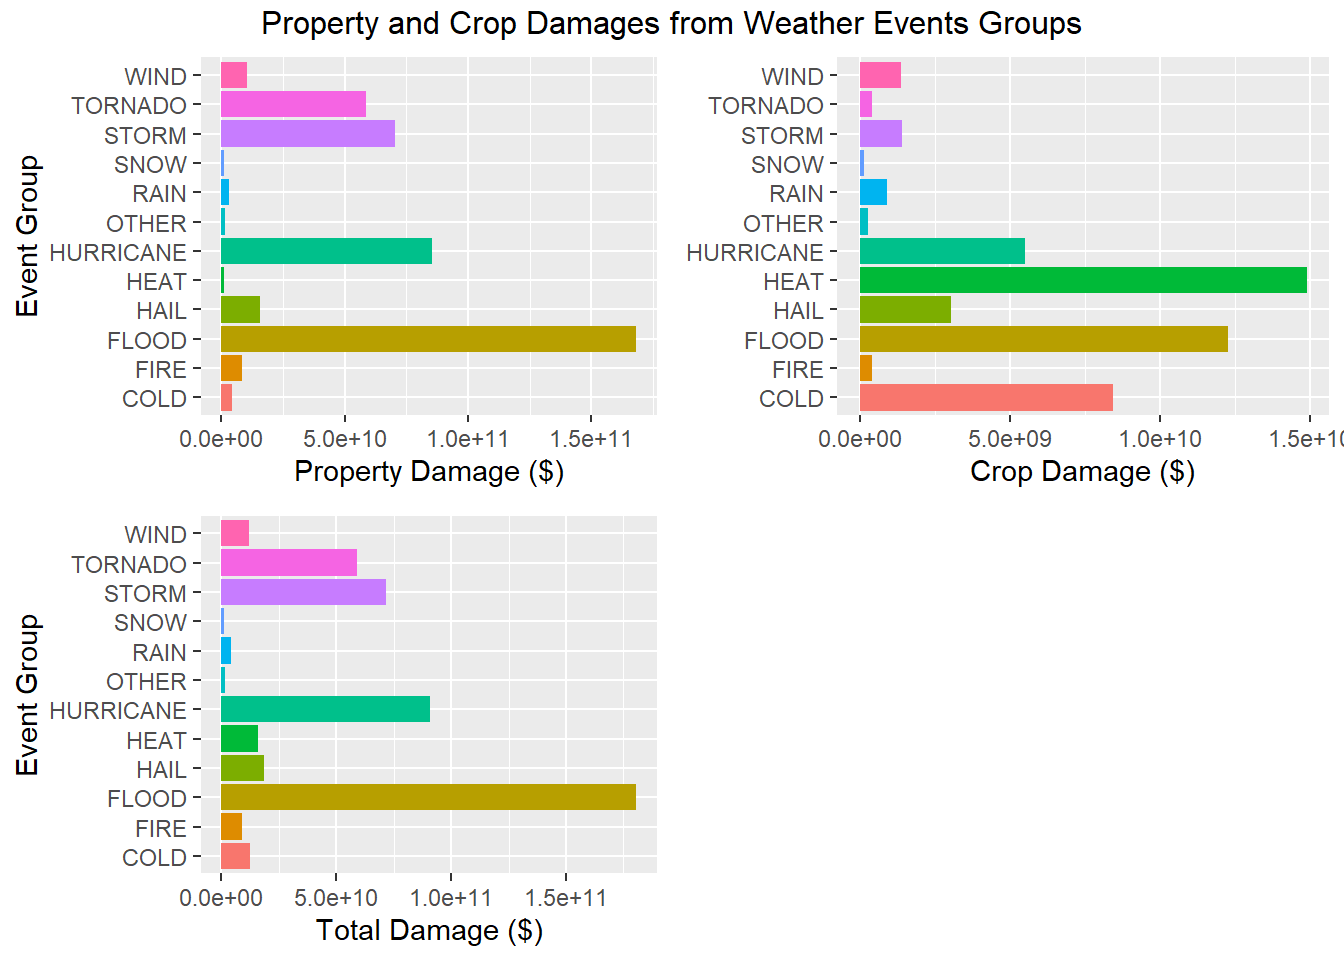 Property and Crop Damages from Weather Events Groups
Event Group
WIND
TORNADO
STORM
SNOW
RAIN
OTHER
HURRICANE
HEAT
HAIL
FLOOD
FIRE
COLD
0.0e+00 5.0e+10 1.0e+11 1.5e+11
Property Damage ($)
WIND
TORNADO
STORM
SNOW
RAIN
OTHER
HURRICANE
HEAT
HAIL
FLOOD
FIRE
COLD
0.0e+00 5.0e+09 1.0e+10 1.5e+10
Crop Damage ($)
Event Group
WIND
TORNADO
STORM
SNOW
RAIN
OTHER
HURRICANE
HEAT
HAIL
FLOOD
FIRE
COLD
0.0e+00 5.0e+10 1.0e+11 1.5e+11
Total Damage ($)